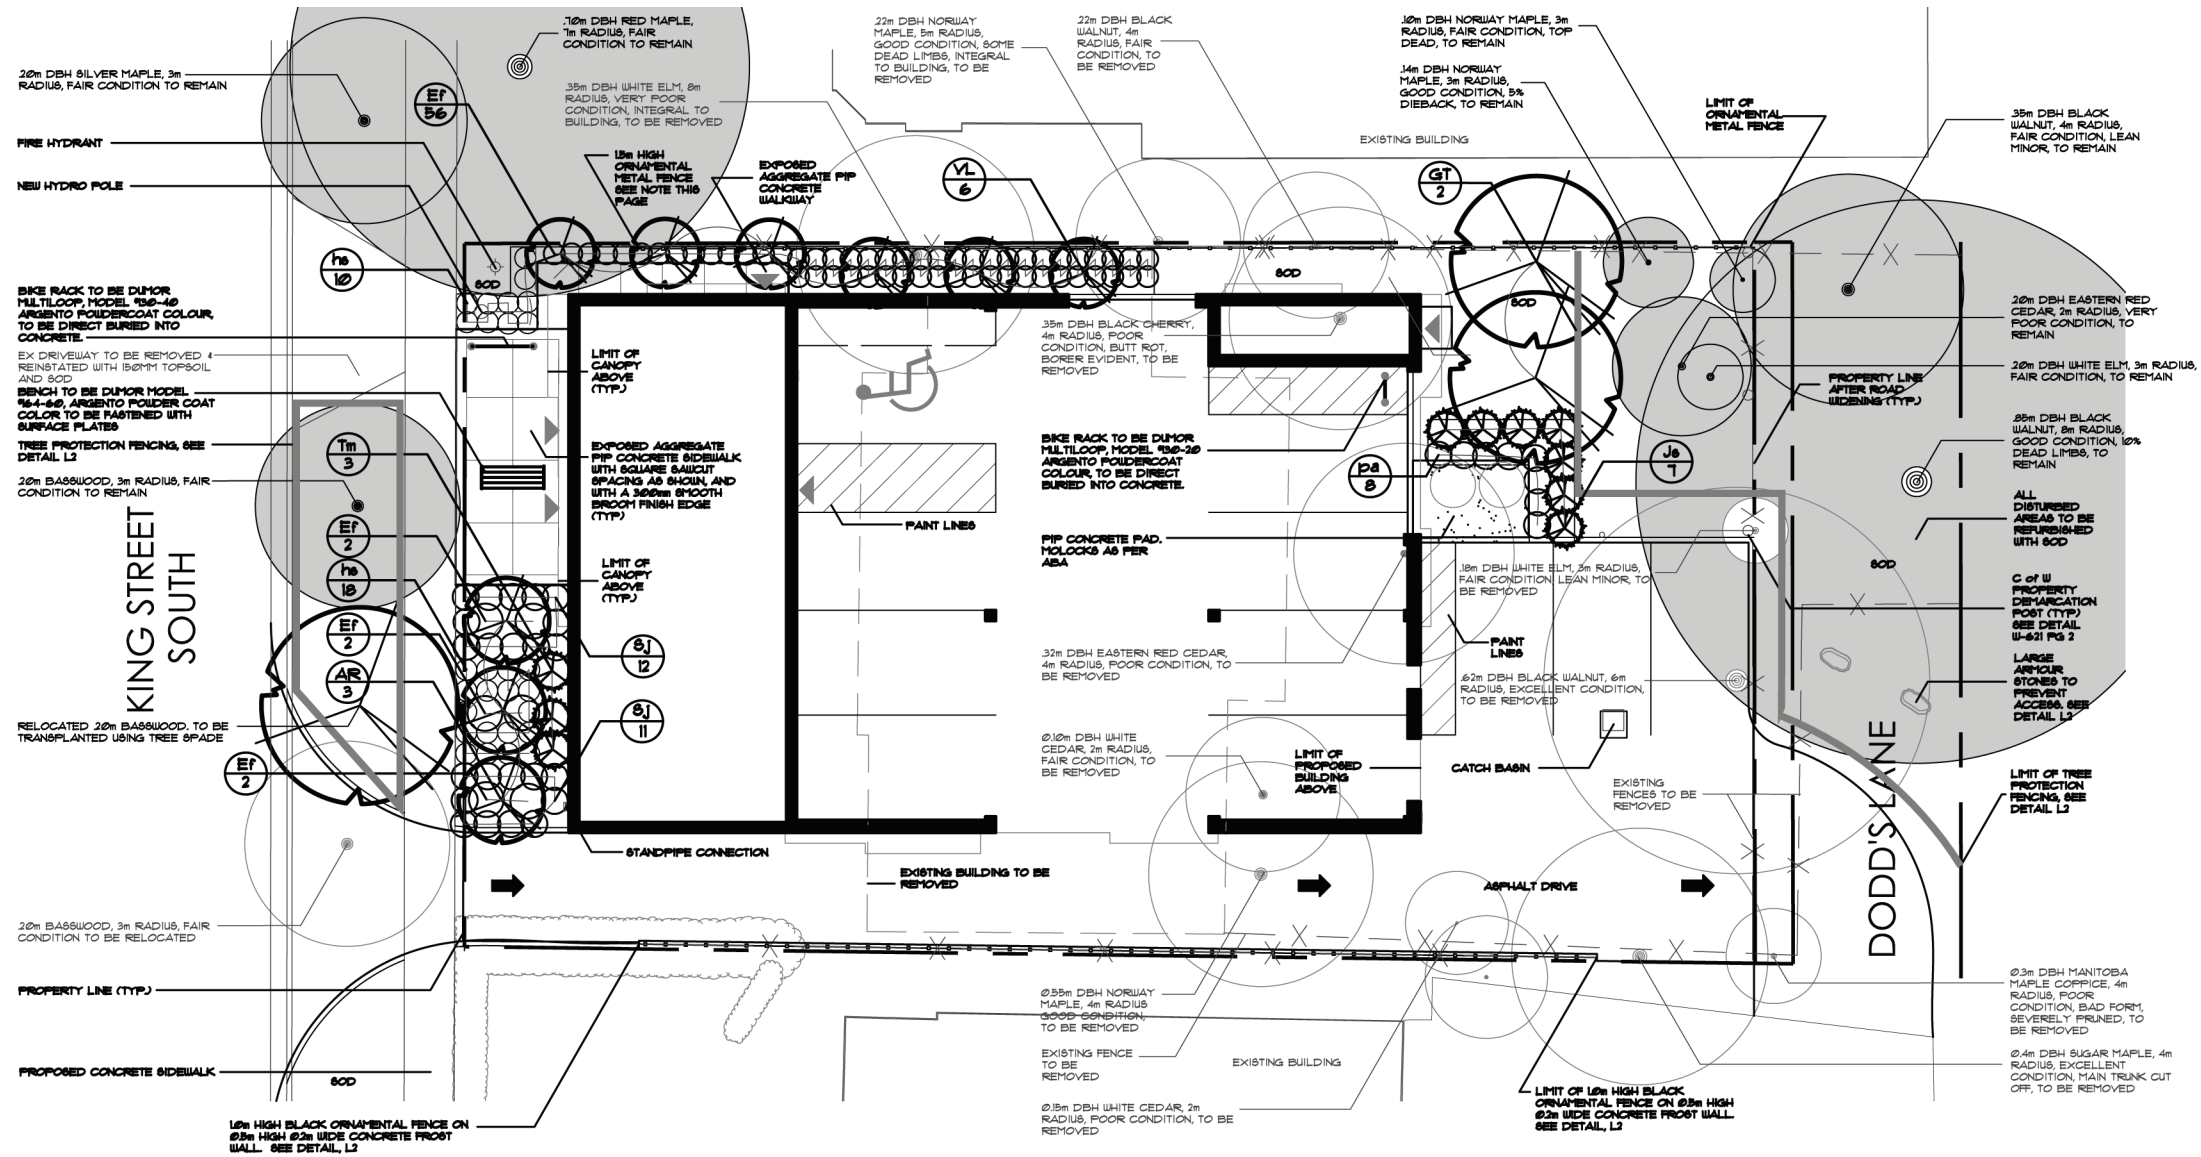 .70m DBH RED MAPLE,
7m RADIUS, FAIR
CONDITION TO REMAIN
.22m DBH NORWAY
MAPLE, 5m RADIUS,
GOOD CONDITION, SOME
DEAD LIMBS, INTEGRAL
TO BUILDING, TO BE
REMOVED
.22m DBH BLACK
WALNUT, 4m
RADIUS, FAIR
CONDITION, TO
BE REMOVED
.10m DBH NORWAY MAPLE, 3m
RADIUS, FAIR CONDITION, TOP
DEAD, TO REMAIN
.20m DBH SILVER MAPLE, 3m
RADIUS, FAIR CONDITION TO REMAIN
Ef
56
.35m DBH WHITE ELM, 8m
RADIUS, VERY POOR
CONDITION, INTEGRAL TO
BUILDING, TO BE REMOVED
.14m DBH NORWAY
MAPLE, 3m RADIUS,
GOOD CONDITION, 5%
DIEBACK, TO REMAIN
LIMIT OF
ORNAMENTAL
METAL FENCE
.35m DBH BLACK
WALNUT, 4m RADIUS,
FAIR CONDITION, LEAN
MINOR, TO REMAIN
EXISTING BUILDING
FIRE HYDRANT
NEW HYDRO POLE
1.5m HIGH
ORNAMENTAL
METAL FENCE
SEE NOTE THIS
PAGE
EXPOSED
AGGREGATE PIP
CONCRETE
WALKWAY
VL
6
GT
2
hs
10
SOD
SOD
SOD
BIKE RACK TO BE DUMOR
MULTILOOP, MODEL #130-40
ARGENTO POWDERCOAT COLOUR,
TO BE DIRECT BURIED INTO
CONCRETE.
EX DRIVEWAY TO BE REMOVED &
REINSTATED WITH 150MM TOPSOIL
AND SOD
BENCH TO BE DUMOR MODEL
#164-60, ARGENTO POWDER COAT
COLOR TO BE FASTENED WITH
SURFACE PLATES
TREE PROTECTION FENCING, SEE
DETAIL L2
.20m BASSWOOD, 3m RADIUS, FAIR
CONDITION TO REMAIN
LIMIT OF
CANOPY
ABOVE
(TYP.)
.35m DBH BLACK CHERRY,
4m RADIUS, POOR
CONDITION, BUTT ROT,
BORER EVIDENT, TO BE
REMOVED
.20m DBH EASTERN RED
CEDAR, 2m RADIUS, VERY
POOR CONDITION, TO
REMAIN
.20m DBH WHITE ELM, 3m RADIUS,
FAIR CONDITION, TO REMAIN
PROPERTY LINE
AFTER ROAD
WIDENING (TYP.)
.85m DBH BLACK
WALNUT, 8m RADIUS,
GOOD CONDITION, 10%
DEAD LIMBS, TO
REMAIN
Tm
3
EXPOSED AGGREGATE
PIP CONCRETE SIDEWALK
WITH SQUARE SAWCUT
SPACING AS SHOWN, AND
WITH A 300mm SMOOTH
BROOM FINISH EDGE
(TYP.)
BIKE RACK TO BE DUMOR
MULTILOOP, MODEL #130-20
ARGENTO POWDERCOAT
COLOUR, TO BE DIRECT
BURIED INTO CONCRETE.
pa
8
Js
7
ALL
DISTURBED
AREAS TO BE
REFURBISHED
WITH SOD
SOD
KING STREET
SOUTH
Ef
2
hs
18
Ef
2
AR
3
PAINT LINES
PIP CONCRETE PAD.
MOLOCKS AS PER
ABA
LIMIT OF
CANOPY
ABOVE
(TYP.)
.18m DBH WHITE ELM, 3m RADIUS,
FAIR CONDITION, LEAN MINOR, TO
BE REMOVED
C of W
PROPERTY
DEMARCATION
POST (TYP)
SEE DETAIL
W-621 PG 2
Sj
12
Sj
11
PAINT
LINES
.32m DBH EASTERN RED CEDAR,
4m RADIUS, POOR CONDITION, TO
BE REMOVED
.62m DBH BLACK WALNUT, 6m
RADIUS, EXCELLENT CONDITION,
TO BE REMOVED
LARGE
ARMOUR
STONES TO
PREVENT
ACCESS. SEE
DETAIL L2
RELOCATED .20m BASSWOOD. TO BE
TRANSPLANTED USING TREE SPADE
Ef
2
0.10m DBH WHITE
CEDAR, 2m RADIUS,
FAIR CONDITION, TO
BE REMOVED
LIMIT OF
PROPOSED
BUILDING
ABOVE
CATCH BASIN
EXISTING
FENCES TO BE
REMOVED
DODD'S LANE
LIMIT OF TREE
PROTECTION
FENCING, SEE
DETAIL L2
STANDPIPE CONNECTION
EXISTING BUILDING TO BE
REMOVED
ASPHALT DRIVE
.20m BASSWOOD, 3m RADIUS, FAIR
CONDITION TO BE RELOCATED
PROPERTY LINE (TYP.)
0.55m DBH NORWAY
MAPLE, 4m RADIUS
GOOD CONDITION,
TO BE REMOVED
EXISTING FENCE
TO BE
REMOVED
EXISTING BUILDING
0.3m DBH MANITOBA
MAPLE COPPICE, 4m
RADIUS, POOR
CONDITION, BAD FORM,
SEVERELY PRUNED, TO
BE REMOVED
0.4m DBH SUGAR MAPLE, 4m
RADIUS, EXCELLENT
CONDITION, MAIN TRUNK CUT
OFF, TO BE REMOVED
PROPOSED CONCRETE SIDEWALK
SOD
0.15m DBH WHITE CEDAR, 2m
RADIUS, POOR CONDITION, TO BE
REMOVED
LIMIT OF 1.0m HIGH BLACK
ORNAMENTAL FENCE ON 0.5m HIGH
0.2m WIDE CONCRETE FROST WALL.
SEE DETAIL, L2
1.0m HIGH BLACK ORNAMENTAL FENCE ON
0.5m HIGH 0.2m WIDE CONCRETE FROST
WALL. SEE DETAIL, L2